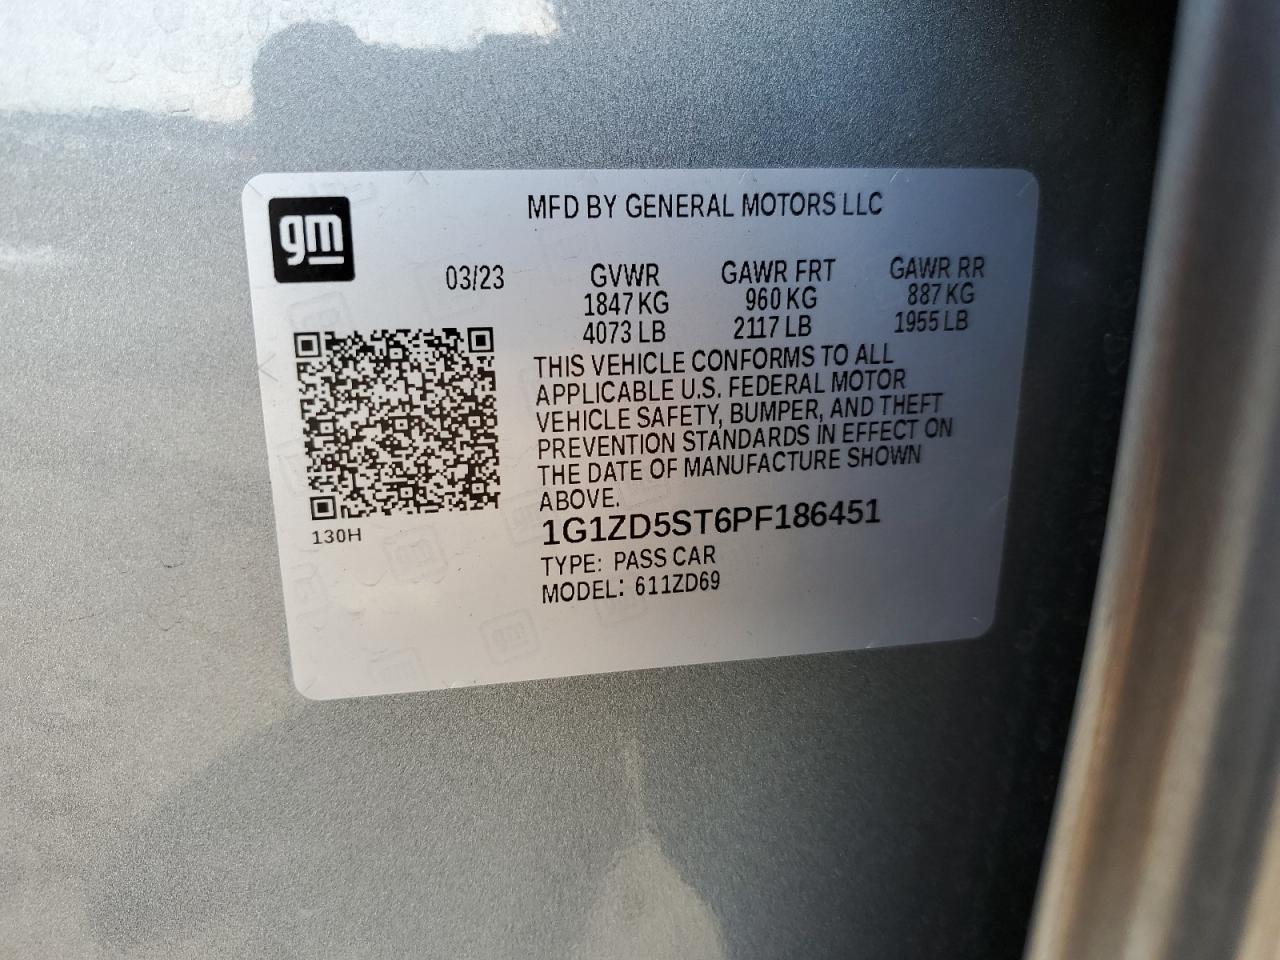 gm
MFD BY GENERAL MOTORS LLC
03/23 GVWR GAWR FRT GAWR RR
1847 KG 960 KG 887 KG
4073 LB 2117 LB 1955 LB
THIS VEHICLE CONFORMS TO ALL
APPLICABLE U.S. FEDERAL MOTOR
VEHICLE SAFETY, BUMPER, AND THEFT
PREVENTION STANDARDS IN EFFECT ON
THE DATE OF MANUFACTURE SHOWN
ABOVE.
130H
1G1ZD5ST6PF186451
TYPE: PASS CAR
MODEL: 611ZD69
gm